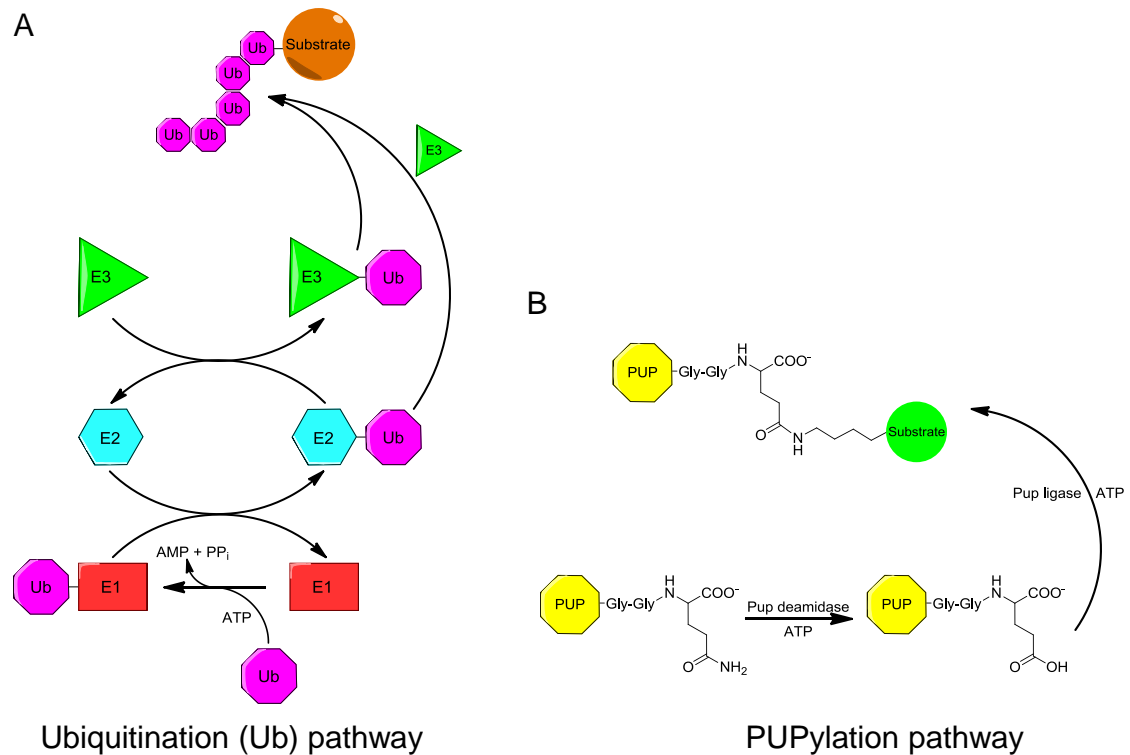 A
Substrate
Ub
Ub
Ub
Ub
Ub
E3
E3
E3
Ub
E2
E2
Ub
AMP + PPi
Ub
E1
E1
ATP
Ub
Ubiquitination (Ub) pathway
B
PUP
Gly-Gly
H
N
COO-
O
N
H
Substrate
Pup ligase
ATP
PUP
Gly-Gly
H
N
COO-
O
NH2
Pup deamidase
ATP
PUP
Gly-Gly
H
N
COO-
O
OH
PUPylation pathway